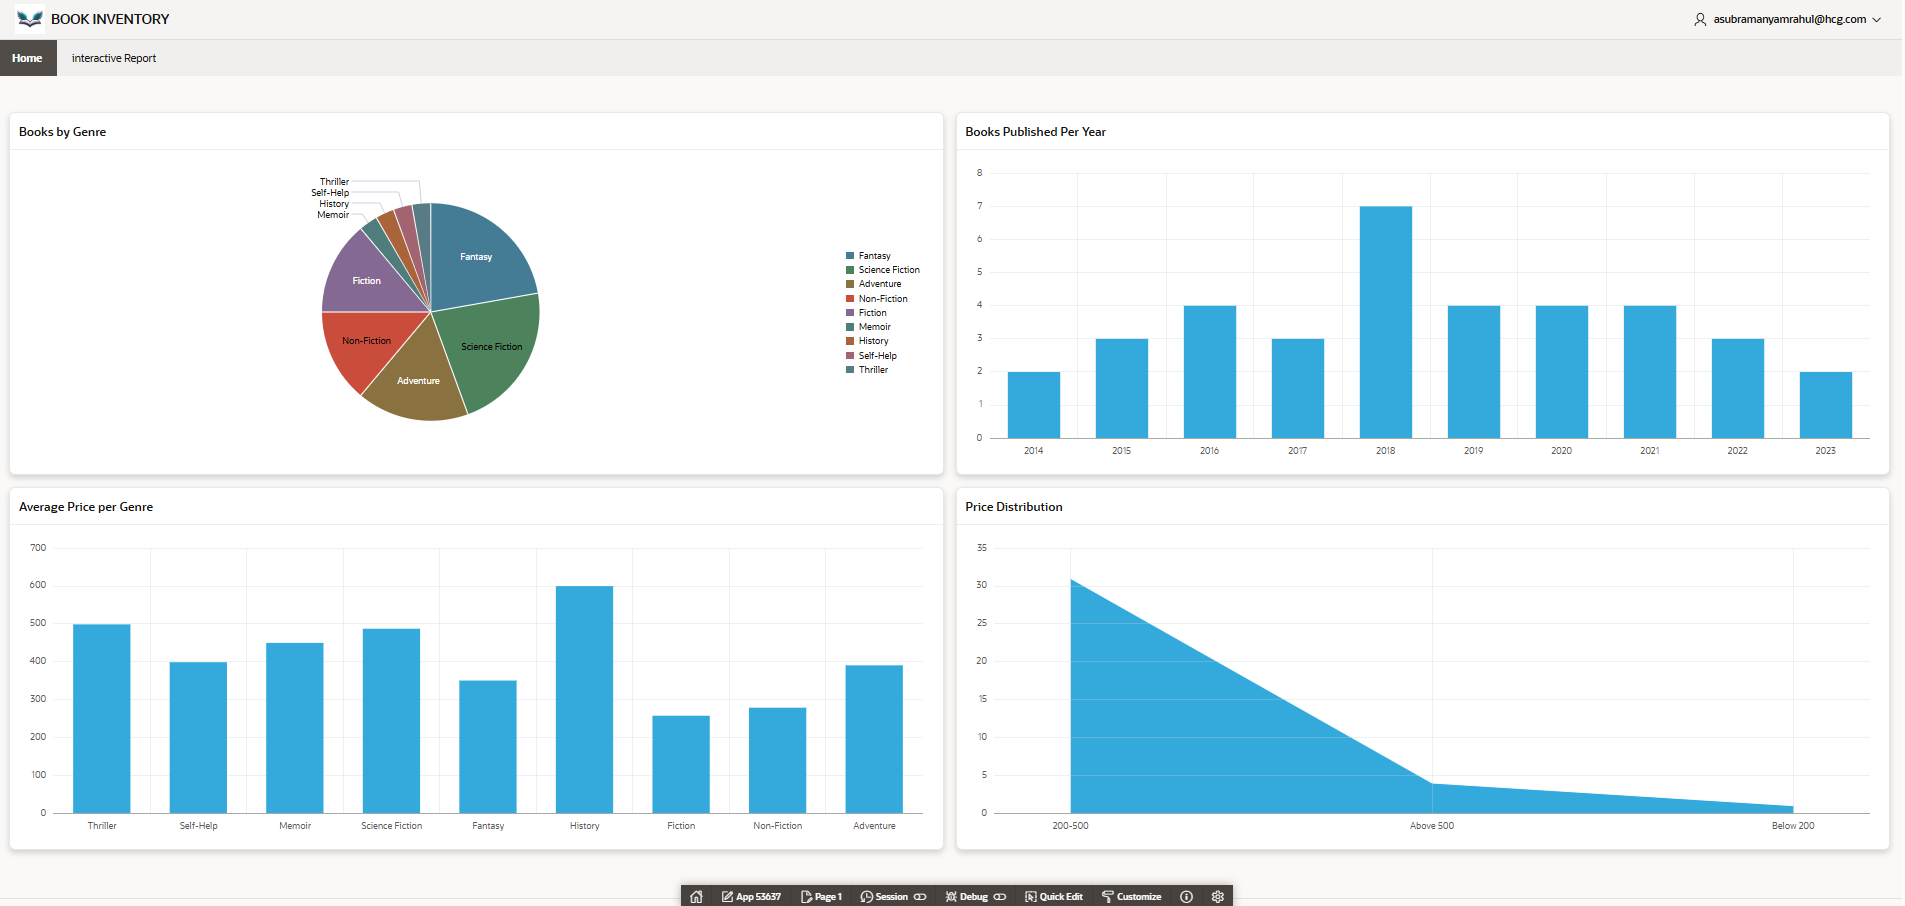 BOOK INVENTORY
asubramanyamrahul@hcg.com
Home
interactive Report
Books by Genre
Thriller
Self-Help
History
Memoir
Fantasy
Fiction
Non-Fiction
Science Fiction
Adventure
Fantasy
Science Fiction
Adventure
Non-Fiction
Fiction
Memoir
History
Self-Help
Thriller
Books Published Per Year
8
7
6
5
4
3
2
1
0
2014 2015 2016 2017 2018 2019 2020 2021 2022 2023
Average Price per Genre
700
600
500
400
300
200
100
0
Thriller Self-Help Memoir Science Fiction Fantasy History Fiction Non-Fiction Adventure
Price Distribution
35
30
25
20
15
10
5
0
200-500 Above 500 Below 200
App 53637 Page 1 Session Debug Quick Edit Customize